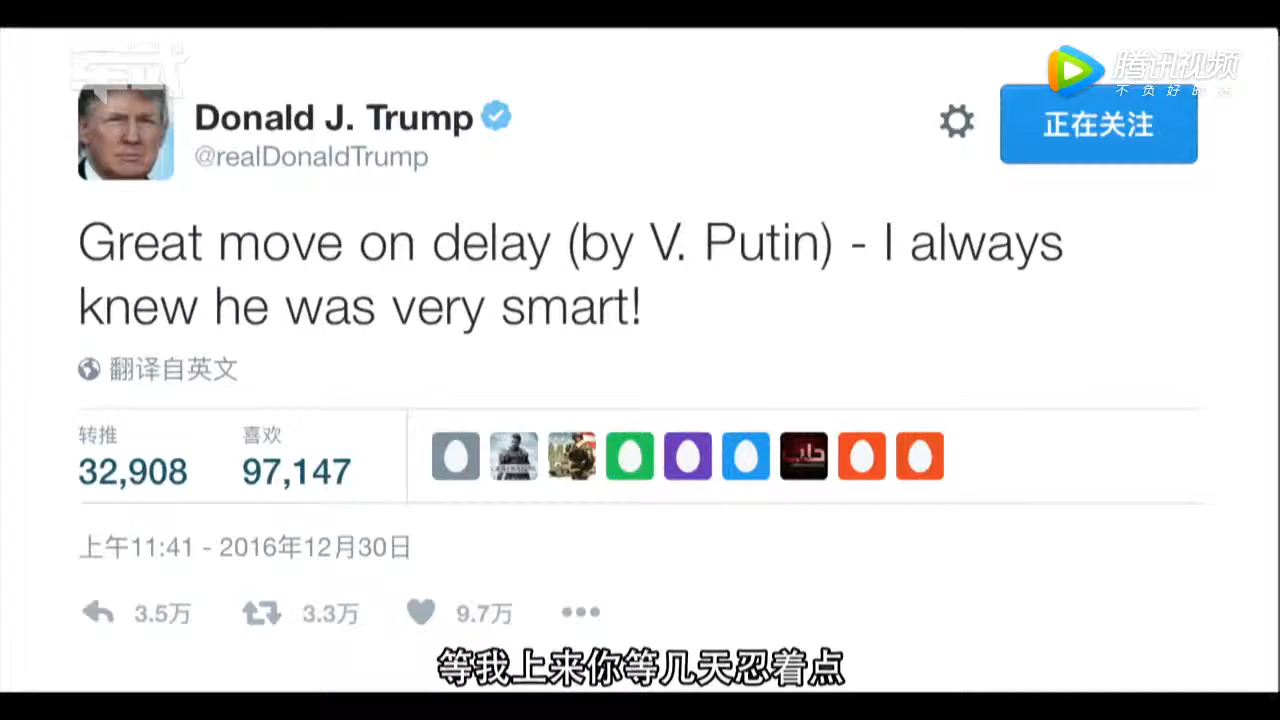 腾讯视频
不负好时光
Donald J. Trump
@realDonaldTrump
正在关注
Great move on delay (by V. Putin) - I always
knew he was very smart!
翻译自英文
转推
喜欢
32,908
97,147
上午11:41 - 2016年12月30日
3.5万
3.3万
9.7万
等我上来你等几天忍着点